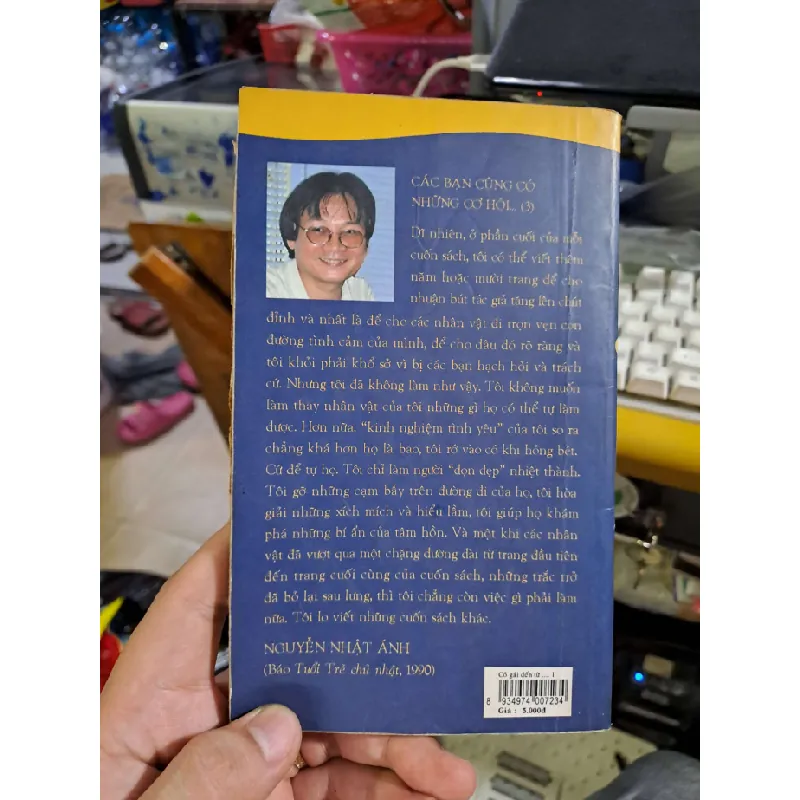 CÁC BẠN CŨNG CÓ
NHỮNG CƠ HỘI... (3)
Dĩ nhiên, ở phần cuối của mỗi
cuốn sách, tôi có thể viết thêm
năm hoặc mười trang để cho
nhuận bút tác giả tăng lên chút
đỉnh và nhất là để cho các nhân vật đi trọn vẹn con
đường tình cảm của mình, để cho đâu đó rõ ràng và
tôi khỏi phải khổ sở vì bị các bạn hạch hỏi và trách
cứ. Nhưng tôi đã không làm như vậy. Tôi không muốn
làm thay nhân vật của tôi những gì họ có thể tự làm
được. Hơn nữa, "kinh nghiệm tình yêu" của tôi so ra
chẳng khá hơn họ là bao, tôi rớ vào có khi hỏng bét.
Cứ để tự họ. Tôi chỉ làm người "dọn dẹp" nhiệt thành.
Tôi gỡ những cạm bẫy trên đường đi của họ, tôi hòa
giải những xích mích và hiểu lầm, tôi giúp họ khám
phá những bí ẩn của tâm hồn. Và một khi các nhân
vật đã vượt qua một chặng đường dài từ trang đầu tiên
đến trang cuối cùng của cuốn sách, những trắc trở
đã bỏ lại sau lưng, thì tôi chẳng còn việc gì phải làm
nữa. Tôi lo viết những cuốn sách khác.
NGUYỄN NHẬT ÁNH
(Báo Tuổi Trẻ chủ nhật, 1990)
Cô gái đến từ .... 1
8 934974 007234
Giá : 5.000đ